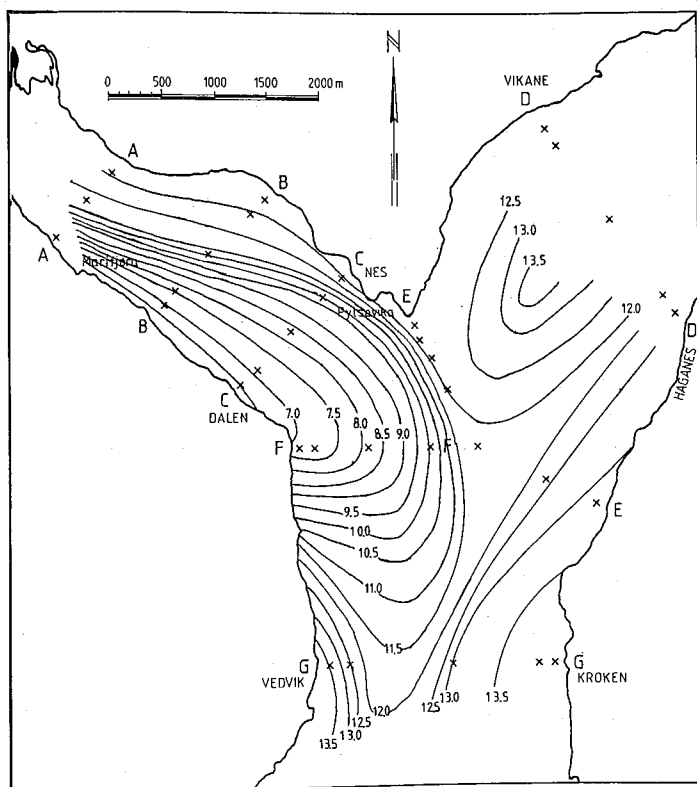 N
0 500 1000 1500 2000 m
VIKANE
D
A
B
12.5
13.0
13.5
C
NES
A
E
12.0
D
HAGANES
B
C
DALEN
7.0
7.5
8.0
8.5
9.0
F
F
9.5
10.0
E
10.5
11.0
11.5
G
VEDVIK
G
KROKEN
12.0
12.5
13.0
13.5
12.5
13.0
13.5